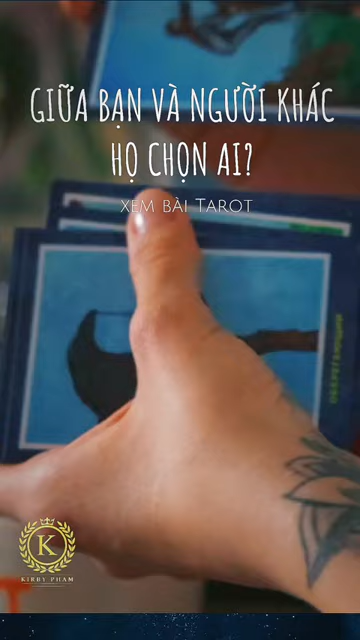 GIỮA BẠN VÀ NGƯỜI KHÁC
HỌ CHỌN AI?
XEM BÀI TAROT
K
KIRBY PHAM